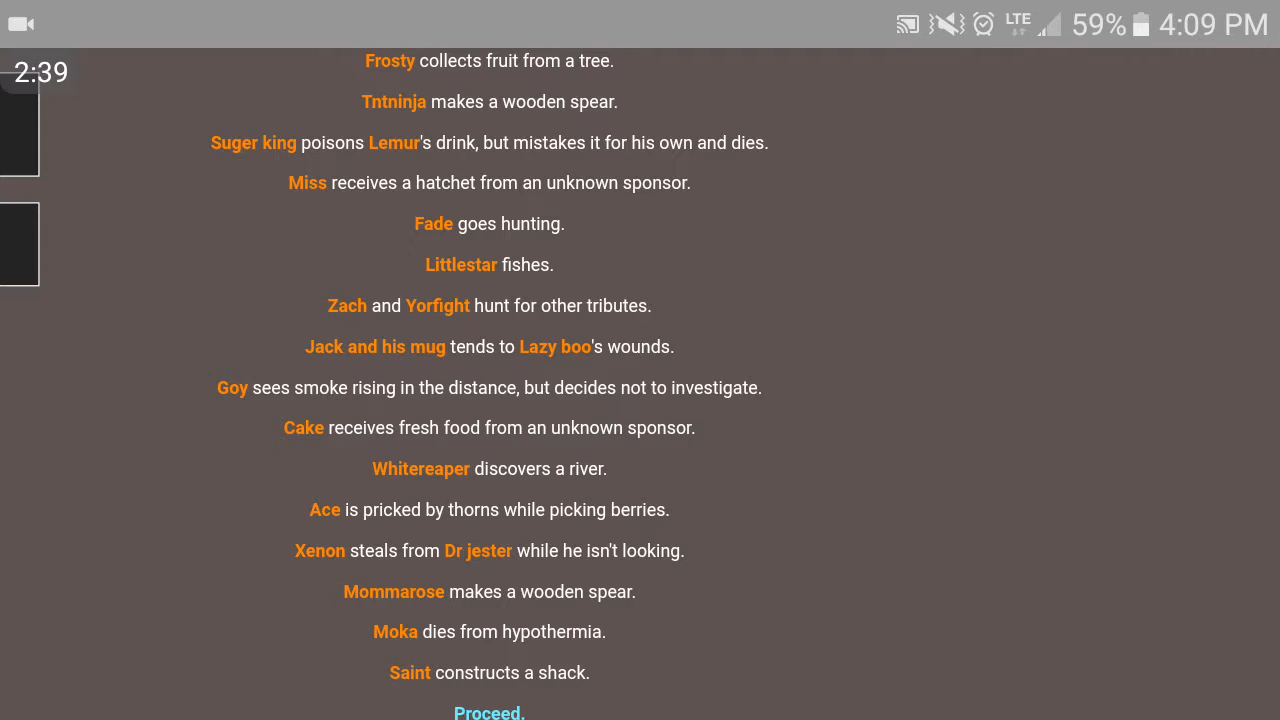 LTE 59% 4:09 PM
2:39
Frosty collects fruit from a tree.
Tntninja makes a wooden spear.
Suger king poisons Lemur's drink, but mistakes it for his own and dies.
Miss receives a hatchet from an unknown sponsor.
Fade goes hunting.
Littlestar fishes.
Zach and Yorfight hunt for other tributes.
Jack and his mug tends to Lazy boo's wounds.
Goy sees smoke rising in the distance, but decides not to investigate.
Cake receives fresh food from an unknown sponsor.
Whitereaper discovers a river.
Ace is pricked by thorns while picking berries.
Xenon steals from Dr jester while he isn't looking.
Mommarose makes a wooden spear.
Moka dies from hypothermia.
Saint constructs a shack.
Proceed.